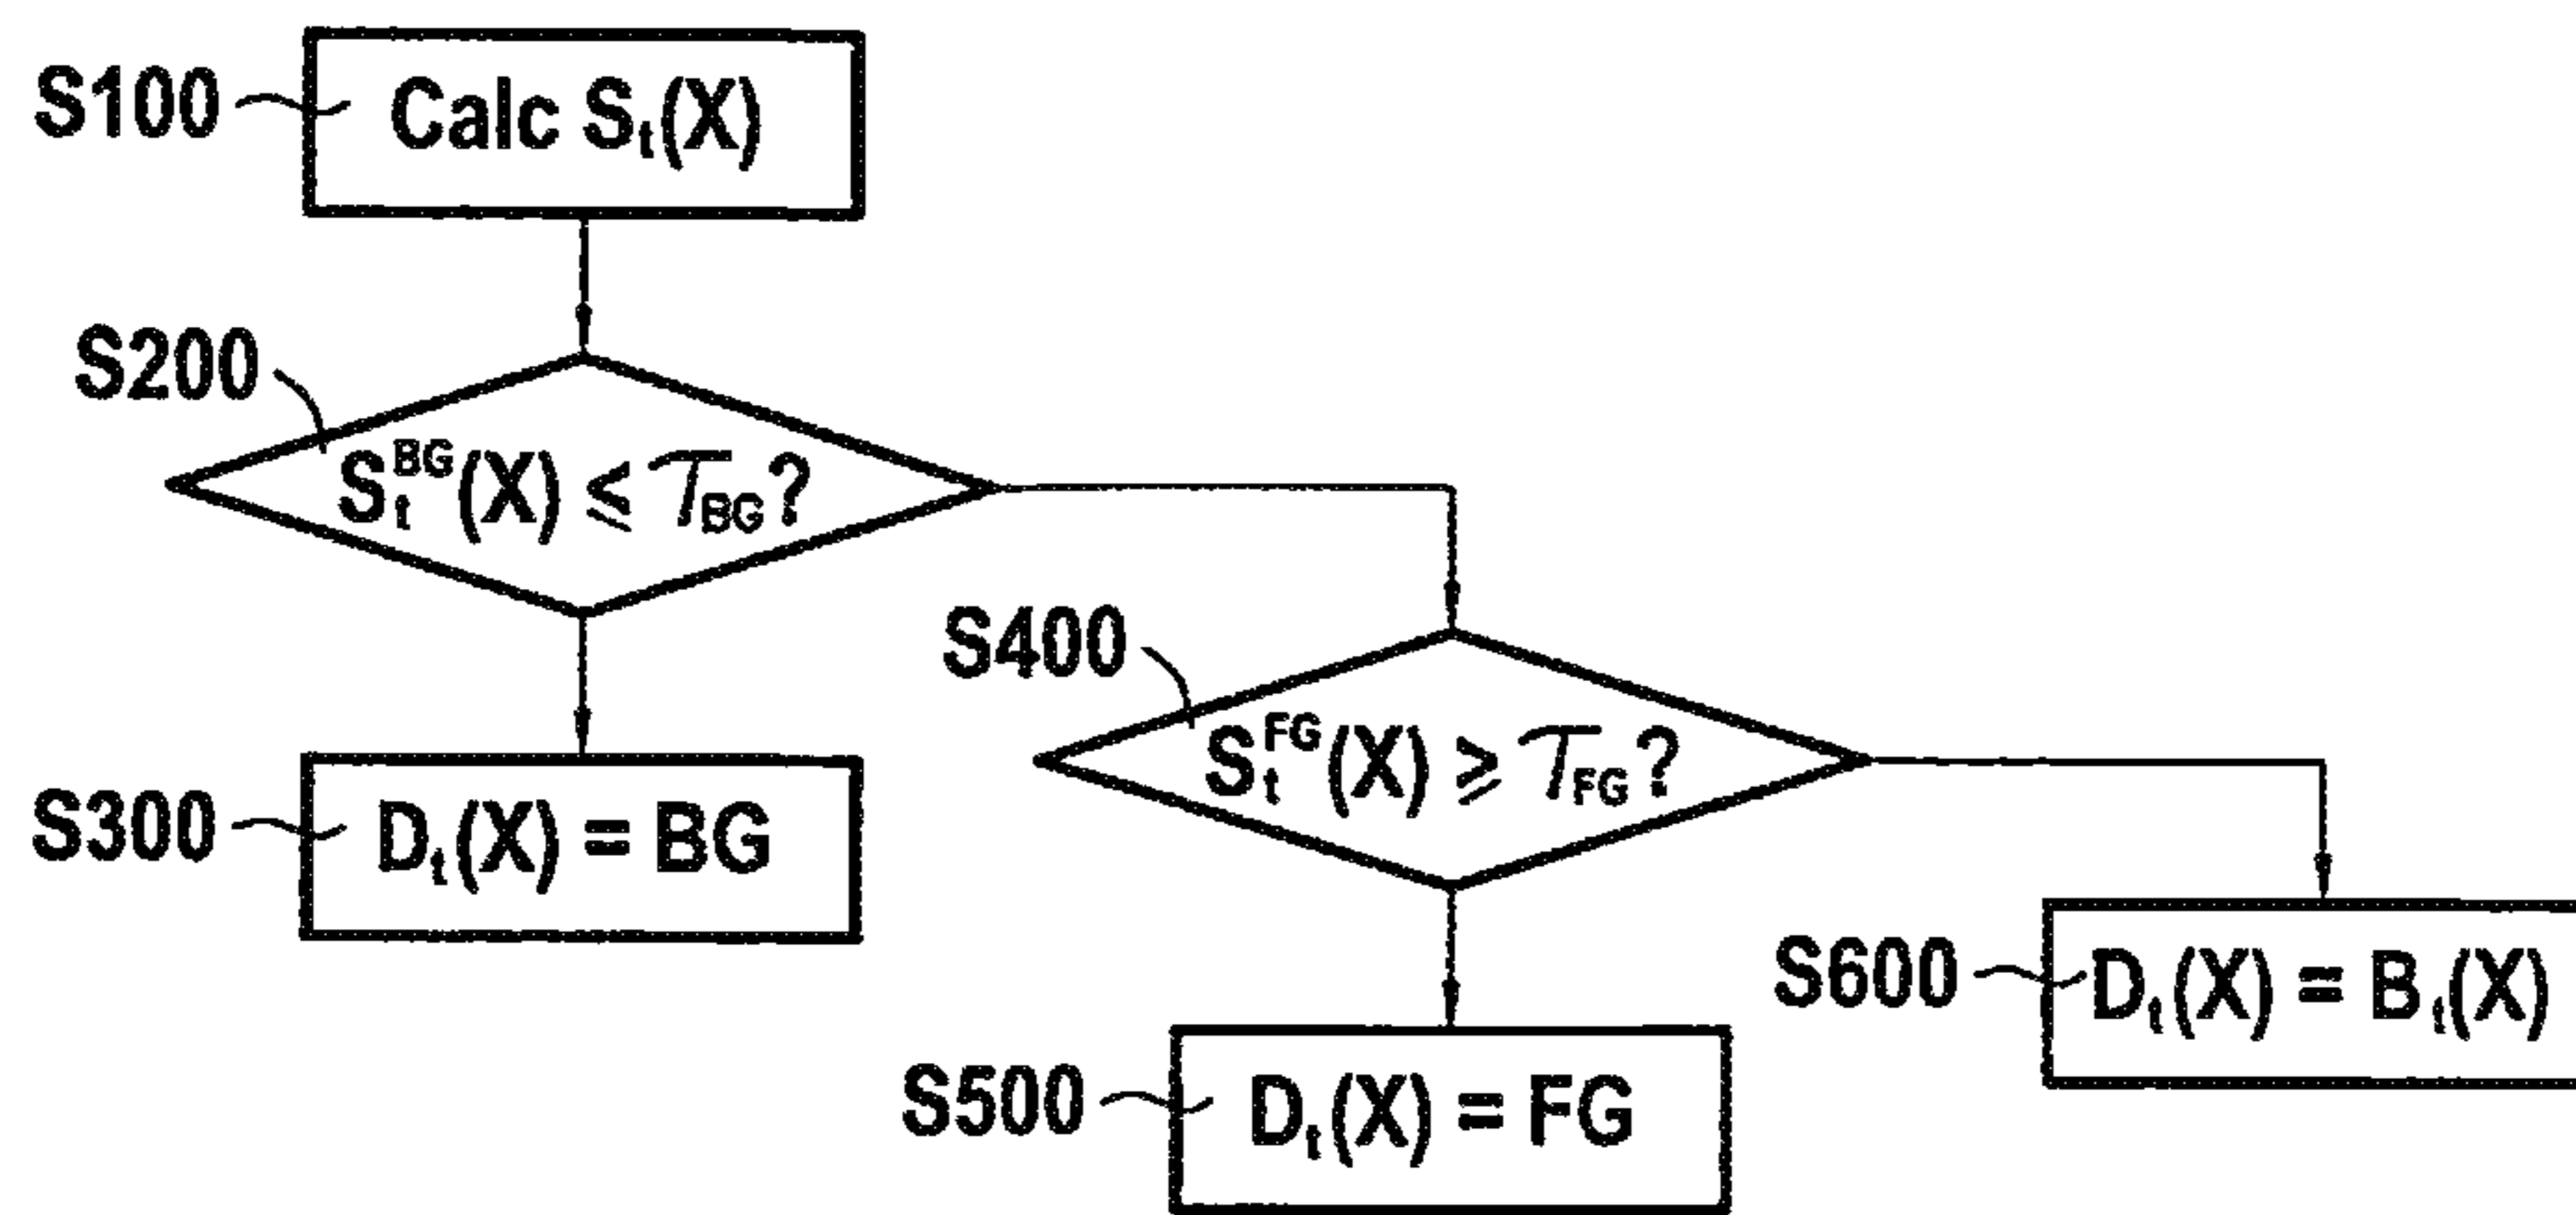 S100
Calc Sₜ(X)
S200
Sₜᴮᴳ(X) ⩽ 𝒯_BG?
S300
Dₜ(X) = BG
S400
Sₜꟳᴳ(X) ⩾ 𝒯_FG?
S500
Dₜ(X) = FG
S600
Dₜ(X) = Bₜ(X)